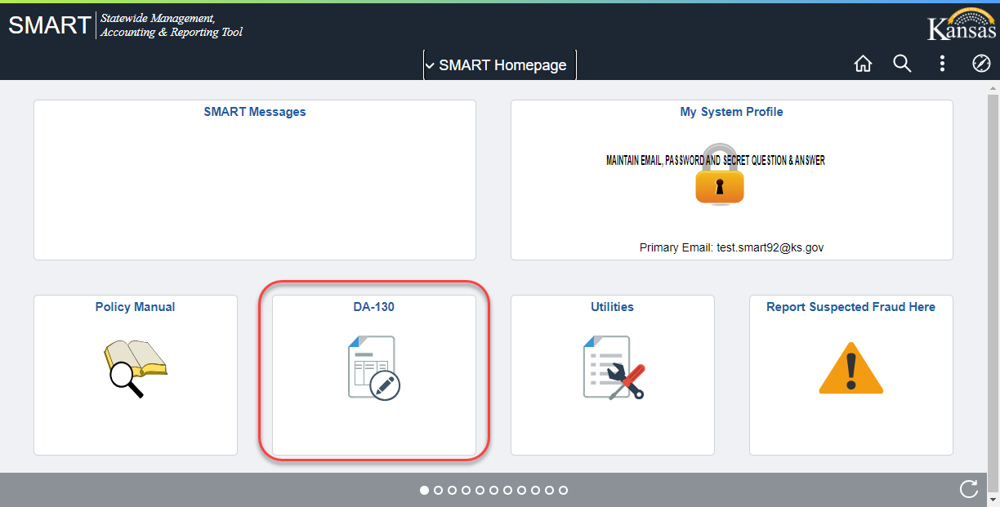 SMART
Statewide Management,
Accounting & Reporting Tool
Kansas
SMART Homepage
SMART Messages
My System Profile
MAINTAIN EMAIL, PASSWORD AND SECRET QUESTION & ANSWER
Primary Email: test.smart92@ks.gov
Policy Manual
DA-130
Utilities
Report Suspected Fraud Here